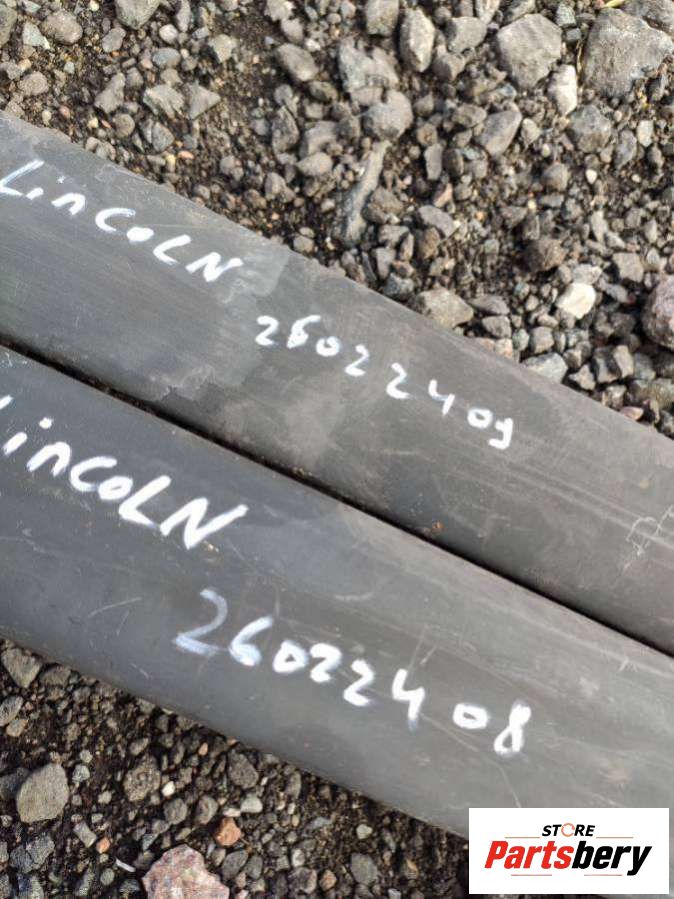 LinCOLN
26022409
LinCOLN
26022408
STORE
Partsbery